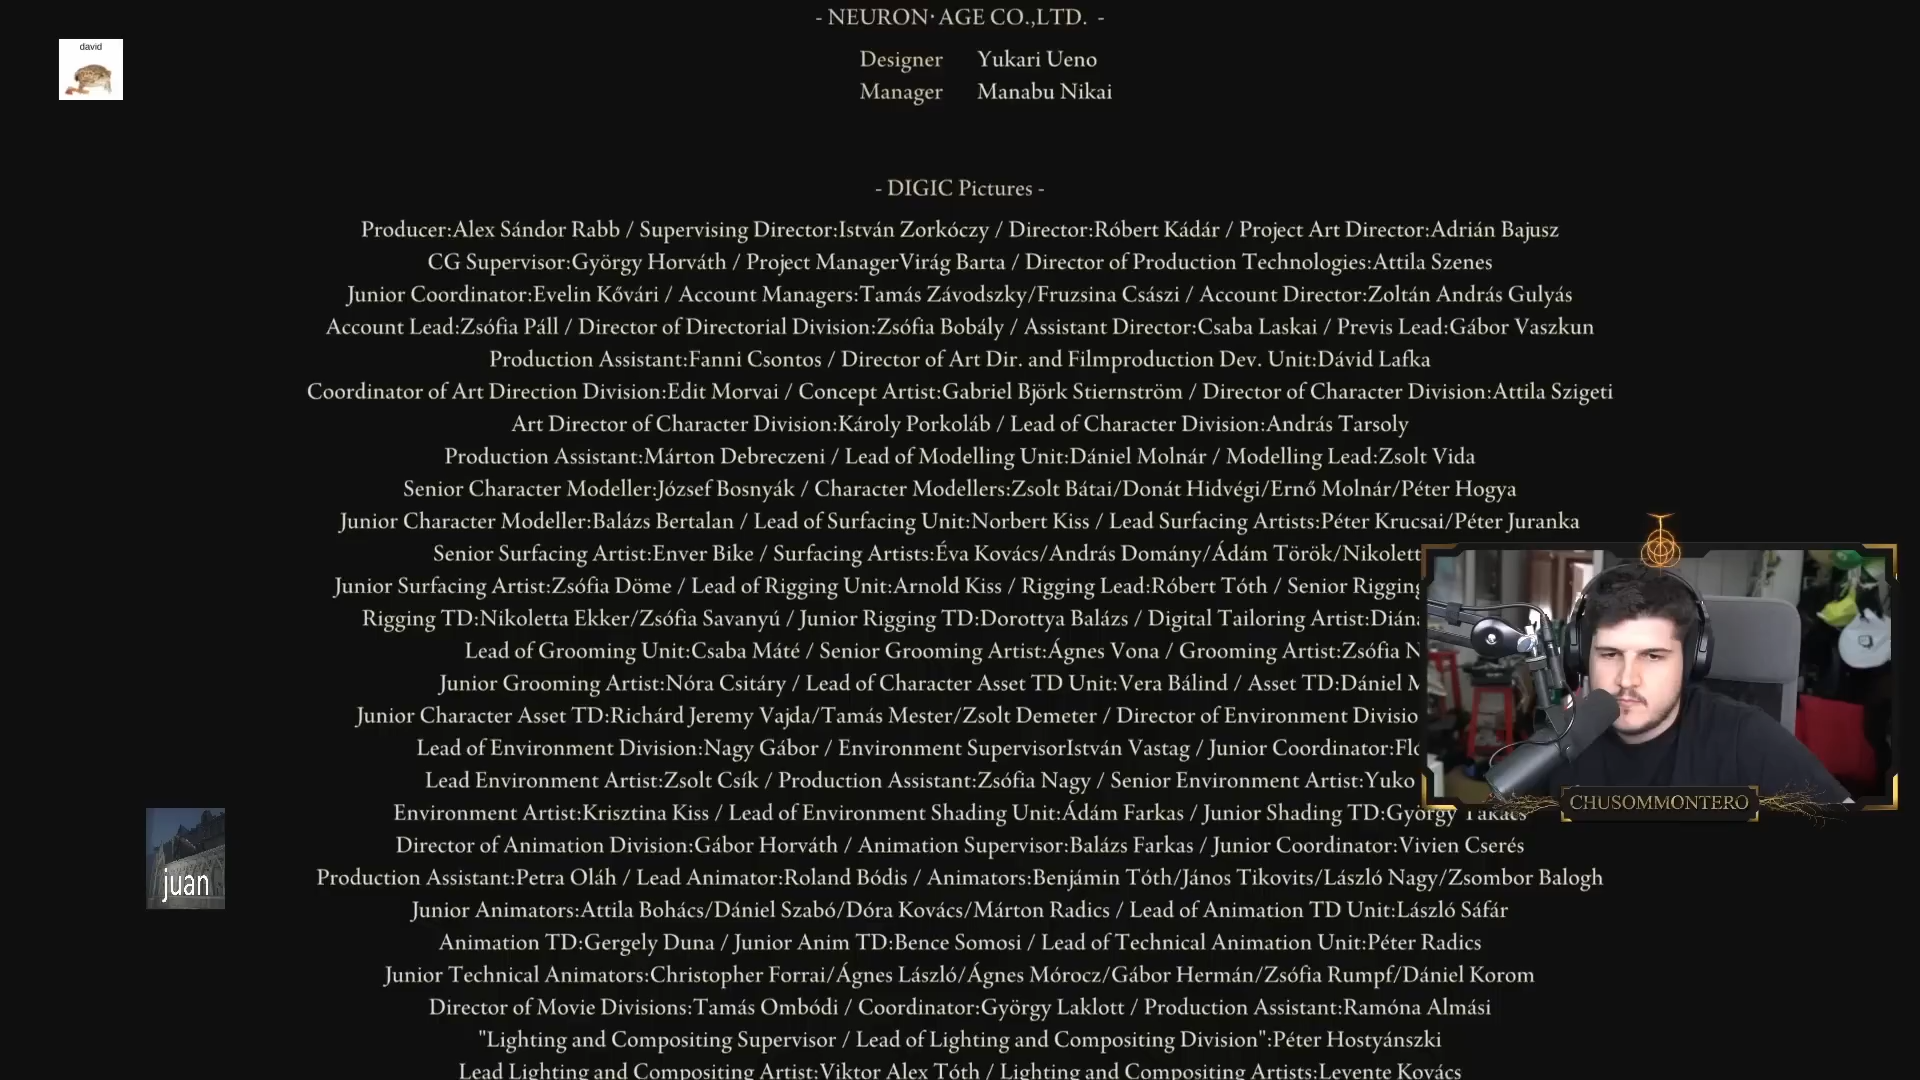 - NEURON·AGE CO.,LTD. -
david
Designer Yukari Ueno
Manager Manabu Nikai
- DIGIC Pictures -
Producer:Alex Sándor Rabb / Supervising Director:István Zorkóczy / Director:Róbert Kádár / Project Art Director:Adrián Bajusz
CG Supervisor:György Horváth / Project ManagerVirág Barta / Director of Production Technologies:Attila Szenes
Junior Coordinator:Evelin Kővári / Account Managers:Tamás Závodszky/Fruzsina Császi / Account Director:Zoltán András Gulyás
Account Lead:Zsófia Páll / Director of Directorial Division:Zsófia Bobály / Assistant Director:Csaba Laskai / Previs Lead:Gábor Vaszkun
Production Assistant:Fanni Csontos / Director of Art Dir. and Filmproduction Dev. Unit:Dávid Lafka
Coordinator of Art Direction Division:Edit Morvai / Concept Artist:Gabriel Björk Stiernström / Director of Character Division:Attila Szigeti
Art Director of Character Division:Károly Porkoláb / Lead of Character Division:András Tarsoly
Production Assistant:Márton Debreczeni / Lead of Modelling Unit:Dániel Molnár / Modelling Lead:Zsolt Vida
Senior Character Modeller:József Bosnyák / Character Modellers:Zsolt Bátai/Donát Hidvégi/Ernő Molnár/Péter Hogya
Junior Character Modeller:Balázs Bertalan / Lead of Surfacing Unit:Norbert Kiss / Lead Surfacing Artists:Péter Krucsai/Péter Juranka
Senior Surfacing Artist:Enver Bike / Surfacing Artists:Éva Kovács/András Domány/Ádám Török/Nikolett
Junior Surfacing Artist:Zsófia Döme / Lead of Rigging Unit:Arnold Kiss / Rigging Lead:Róbert Tóth / Senior Rigging
Rigging TD:Nikoletta Ekker/Zsófia Savanyú / Junior Rigging TD:Dorottya Balázs / Digital Tailoring Artist:Diána
Lead of Grooming Unit:Csaba Máté / Senior Grooming Artist:Ágnes Vona / Grooming Artist:Zsófia N
Junior Grooming Artist:Nóra Csitáry / Lead of Character Asset TD Unit:Vera Bálind / Asset TD:Dániel M
Junior Character Asset TD:Richárd Jeremy Vajda/Tamás Mester/Zsolt Demeter / Director of Environment Divisio
Lead of Environment Division:Nagy Gábor / Environment SupervisorIstván Vastag / Junior Coordinator:Flo
Lead Environment Artist:Zsolt Csík / Production Assistant:Zsófia Nagy / Senior Environment Artist:Yuko
Environment Artist:Krisztina Kiss / Lead of Environment Shading Unit:Ádám Farkas / Junior Shading TD:György Takács
CHUSOMMONTERO
Director of Animation Division:Gábor Horváth / Animation Supervisor:Balázs Farkas / Junior Coordinator:Vivien Cserés
Production Assistant:Petra Oláh / Lead Animator:Roland Bódis / Animators:Benjámin Tóth/János Tikovits/László Nagy/Zsombor Balogh
juan
Junior Animators:Attila Bohács/Dániel Szabó/Dóra Kovács/Márton Radics / Lead of Animation TD Unit:László Sáfár
Animation TD:Gergely Duna / Junior Anim TD:Bence Somosi / Lead of Technical Animation Unit:Péter Radics
Junior Technical Animators:Christopher Forrai/Ágnes László/Ágnes Mórocz/Gábor Hermán/Zsófia Rumpf/Dániel Korom
Director of Movie Divisions:Tamás Ombódi / Coordinator:György Laklott / Production Assistant:Ramóna Almási
"Lighting and Compositing Supervisor / Lead of Lighting and Compositing Division":Péter Hostyánszki
Lead Lighting and Compositing Artist:Viktor Alex Tóth / Lighting and Compositing Artists:Levente Kovács